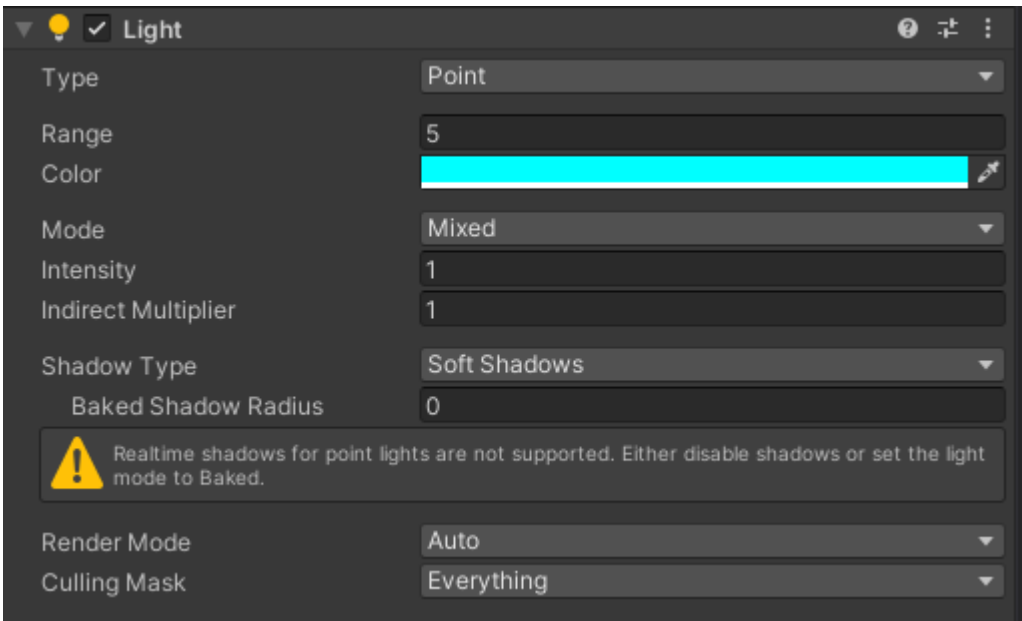 Light
Type Point
Range 5
Color
Mode Mixed
Intensity 1
Indirect Multiplier 1
Shadow Type Soft Shadows
Baked Shadow Radius 0
Realtime shadows for point lights are not supported. Either disable shadows or set the light
mode to Baked.
Render Mode Auto
Culling Mask Everything